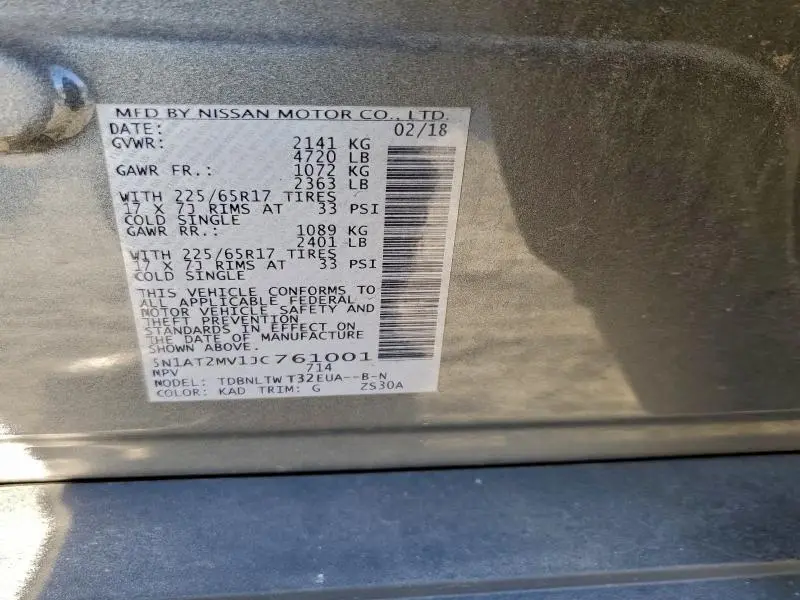 MFD BY NISSAN MOTOR CO., LTD.
DATE: 02/18
GVWR: 2141 KG
4720 LB
GAWR FR.: 1072 KG
2363 LB
WITH 225/65R17 TIRES
17 X 7J RIMS AT 33 PSI
COLD SINGLE
GAWR RR.: 1089 KG
2401 LB
WITH 225/65R17 TIRES
17 X 7J RIMS AT 33 PSI
COLD SINGLE
THIS VEHICLE CONFORMS TO
ALL APPLICABLE FEDERAL
MOTOR VEHICLE SAFETY AND
THEFT PREVENTION
STANDARDS IN EFFECT ON
THE DATE OF MANUFACTURE
SHOWN ABOVE.
5N1AT2MV1JC761001
MPV 714
MODEL: TDBNLTW T32EUA--B-N
COLOR: KAD TRIM: G ZS30A